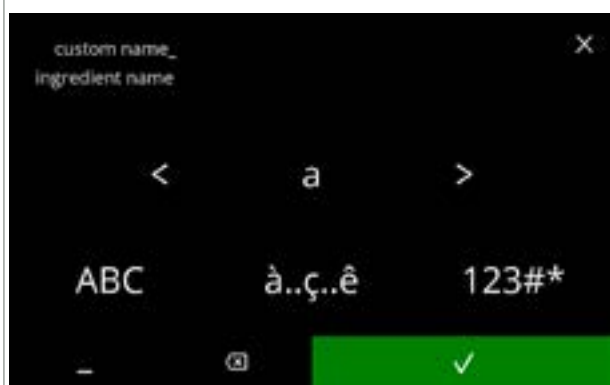 custom name_
ingredient name
< a >
ABC à..ç..ê 123#*
_